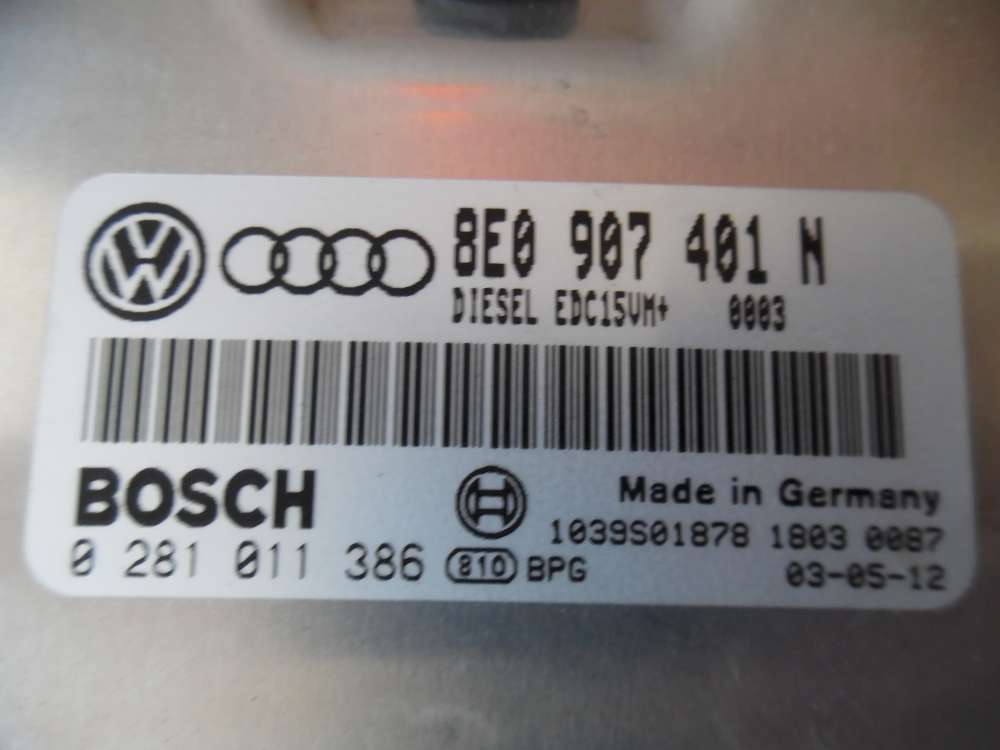 8E0 907 401 N
DIESEL EDC15VM+ 0003
BOSCH
Made in Germany
1039S01878 1803 0087
0 281 011 386 810 BPG
03-05-12